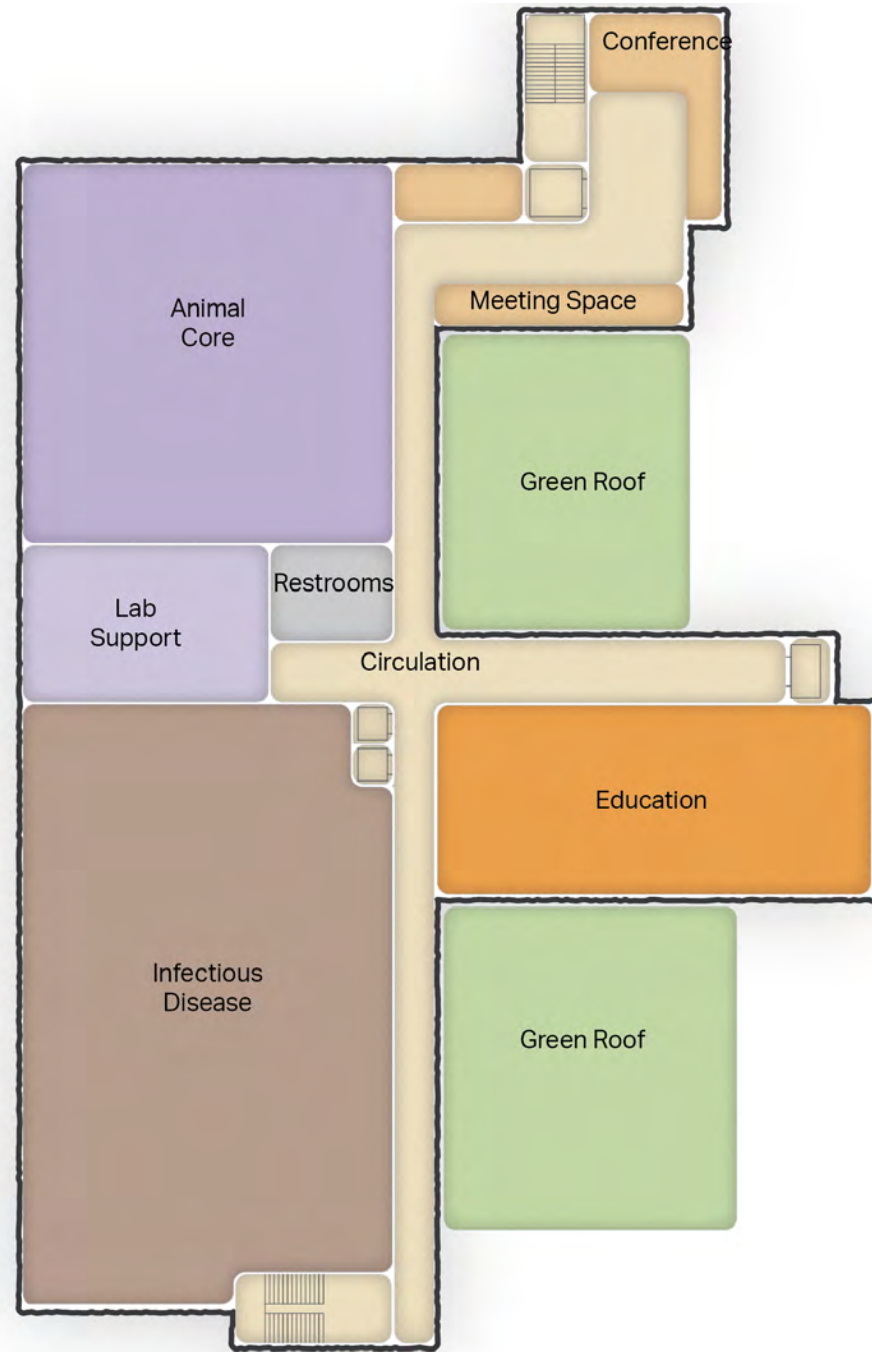 Conference
Animal
Core
Meeting Space
Green Roof
Restrooms
Lab
Support
Circulation
Education
Infectious
Disease
Green Roof